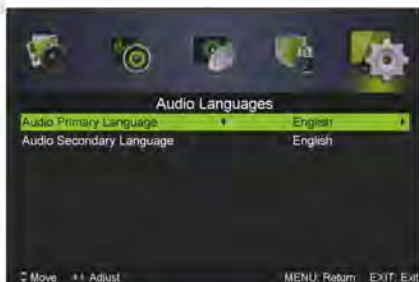 Audio Languages
Audio Primary Language English
Audio Secondary Language English
Move Adjust MENU: Return EXIT: Exit